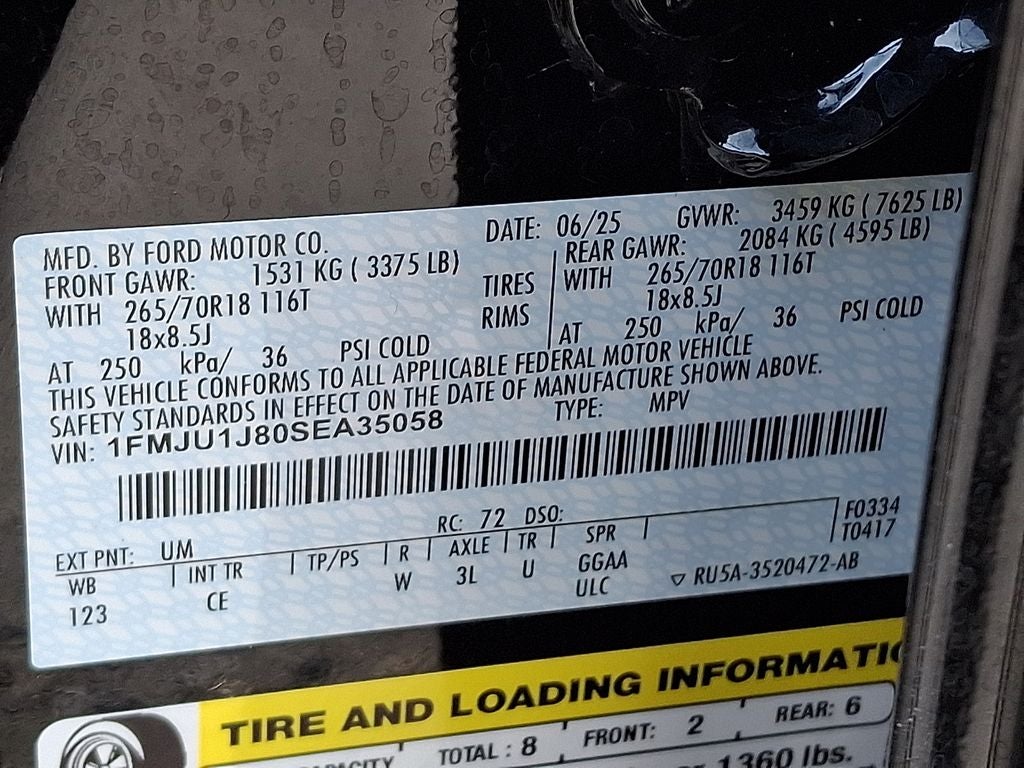 MFD. BY FORD MOTOR CO. DATE: 06/25 GVWR: 3459 KG ( 7625 LB)
FRONT GAWR: 1531 KG ( 3375 LB) REAR GAWR: 2084 KG ( 4595 LB)
WITH 265/70R18 116T TIRES WITH 265/70R18 116T
18x8.5J RIMS 18x8.5J
AT 250 kPa/ 36 PSI COLD AT 250 kPa/ 36 PSI COLD
THIS VEHICLE CONFORMS TO ALL APPLICABLE FEDERAL MOTOR VEHICLE
SAFETY STANDARDS IN EFFECT ON THE DATE OF MANUFACTURE SHOWN ABOVE.
VIN: 1FMJU1J80SEA35058 TYPE: MPV
F0334
EXT PNT: UM RC: 72 DSO: T0417
WB INT TR TP/PS R AXLE TR SPR
123 CE W 3L U GGAA
ULC ▽ RU5A-3520472-AB
TIRE AND LOADING
TOTAL : 8 FRONT: 2 REAR: 6
1360 lbs.